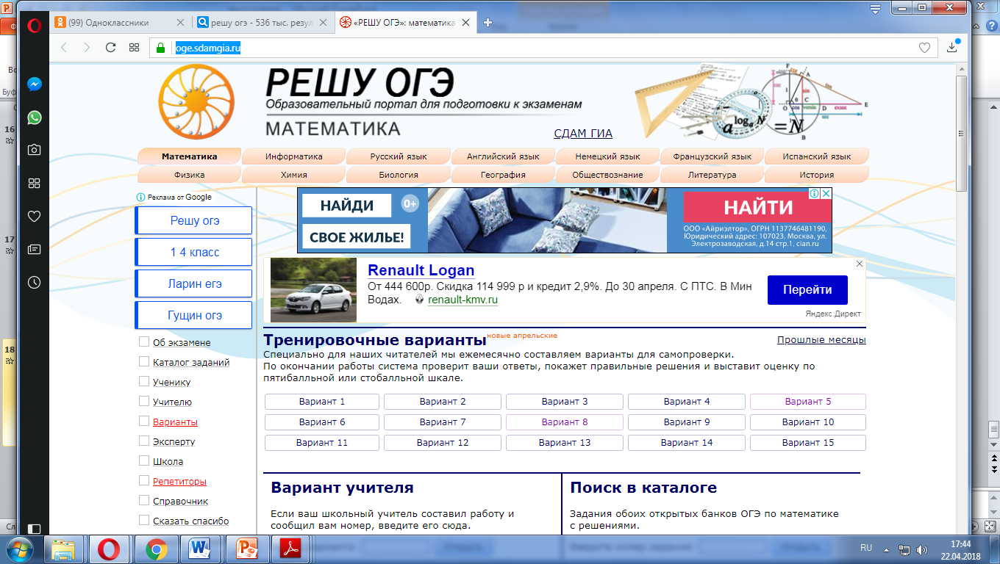 (99) Одноклассники
решу огэ - 536 тыс. резул
«РЕШУ ОГЭ»: математика
oge.sdamgia.ru
РЕШУ ОГЭ
Образовательный портал для подготовки к экзаменам
МАТЕМАТИКА
СДАМ ГИА
Математика
Информатика
Русский язык
Английский язык
Немецкий язык
Французский язык
Испанский язык
Физика
Химия
Биология
География
Обществознание
Литература
История
Реклама от Google
Решу огэ
1 4 класс
Ларин егэ
Гущин огэ
НАЙДИ
0+
СВОЕ ЖИЛЬЕ!
НАЙТИ
ООО «Айриэлтор», ОГРН 1137746481190,
Юридический адрес: 107023, Москва, ул.
Электрозаводская, д.14 стр.1, cian.ru
Renault Logan
От 444 600р. Скидка 114 999 р и кредит 2,9%. До 30 апреля. С ПТС. В Мин
Водах. renault-kmv.ru
Перейти
Яндекс.Директ
Об экзамене
Каталог заданий
Ученику
Учителю
Варианты
Эксперту
Школа
Репетиторы
Справочник
Сказать спасибо
Тренировочные варианты новые апрельские
Прошлые месяцы
Специально для наших читателей мы ежемесячно составляем варианты для самопроверки.
По окончании работы система проверит ваши ответы, покажет правильные решения и выставит оценку по
пятибалльной или стобалльной шкале.
Вариант 1
Вариант 2
Вариант 3
Вариант 4
Вариант 5
Вариант 6
Вариант 7
Вариант 8
Вариант 9
Вариант 10
Вариант 11
Вариант 12
Вариант 13
Вариант 14
Вариант 15
Вариант учителя
Если ваш школьный учитель составил работу и
сообщил вам номер, введите его сюда.
Поиск в каталоге
Задания обоих открытых банков ОГЭ по математике
с решениями.
16
17
18
RU
17:44
22.04.2018